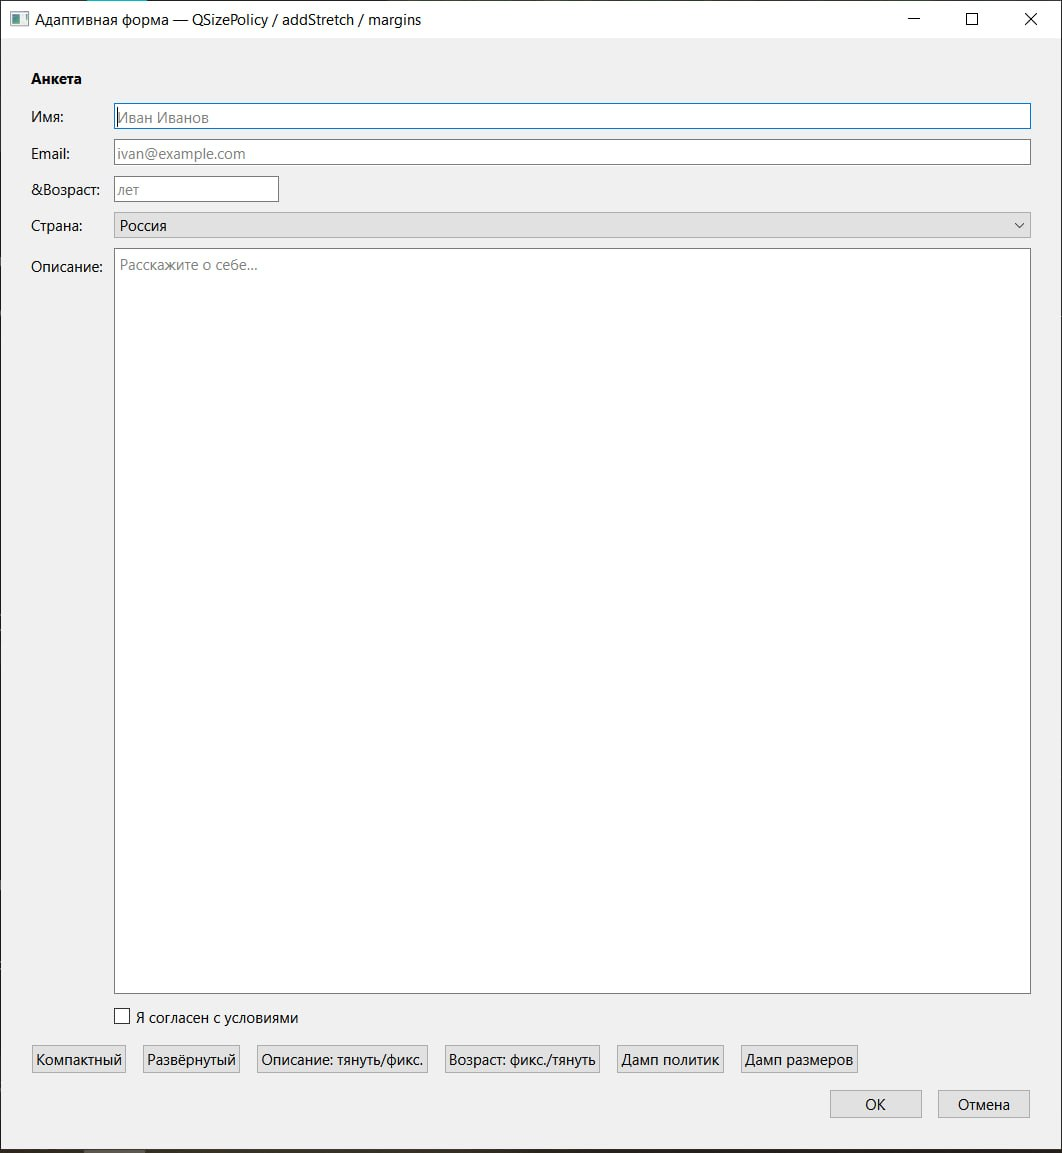 Адаптивная форма — QSizePolicy / addStretch / margins
Анкета
Имя: Иван Иванов
Email: ivan@example.com
&Возраст: лет
Страна: Россия
Описание: Расскажите о себе...
Я согласен с условиями
Компактный Развёрнутый Описание: тянуть/фикс. Возраст: фикс./тянуть Дамп политик Дамп размеров
ОК Отмена